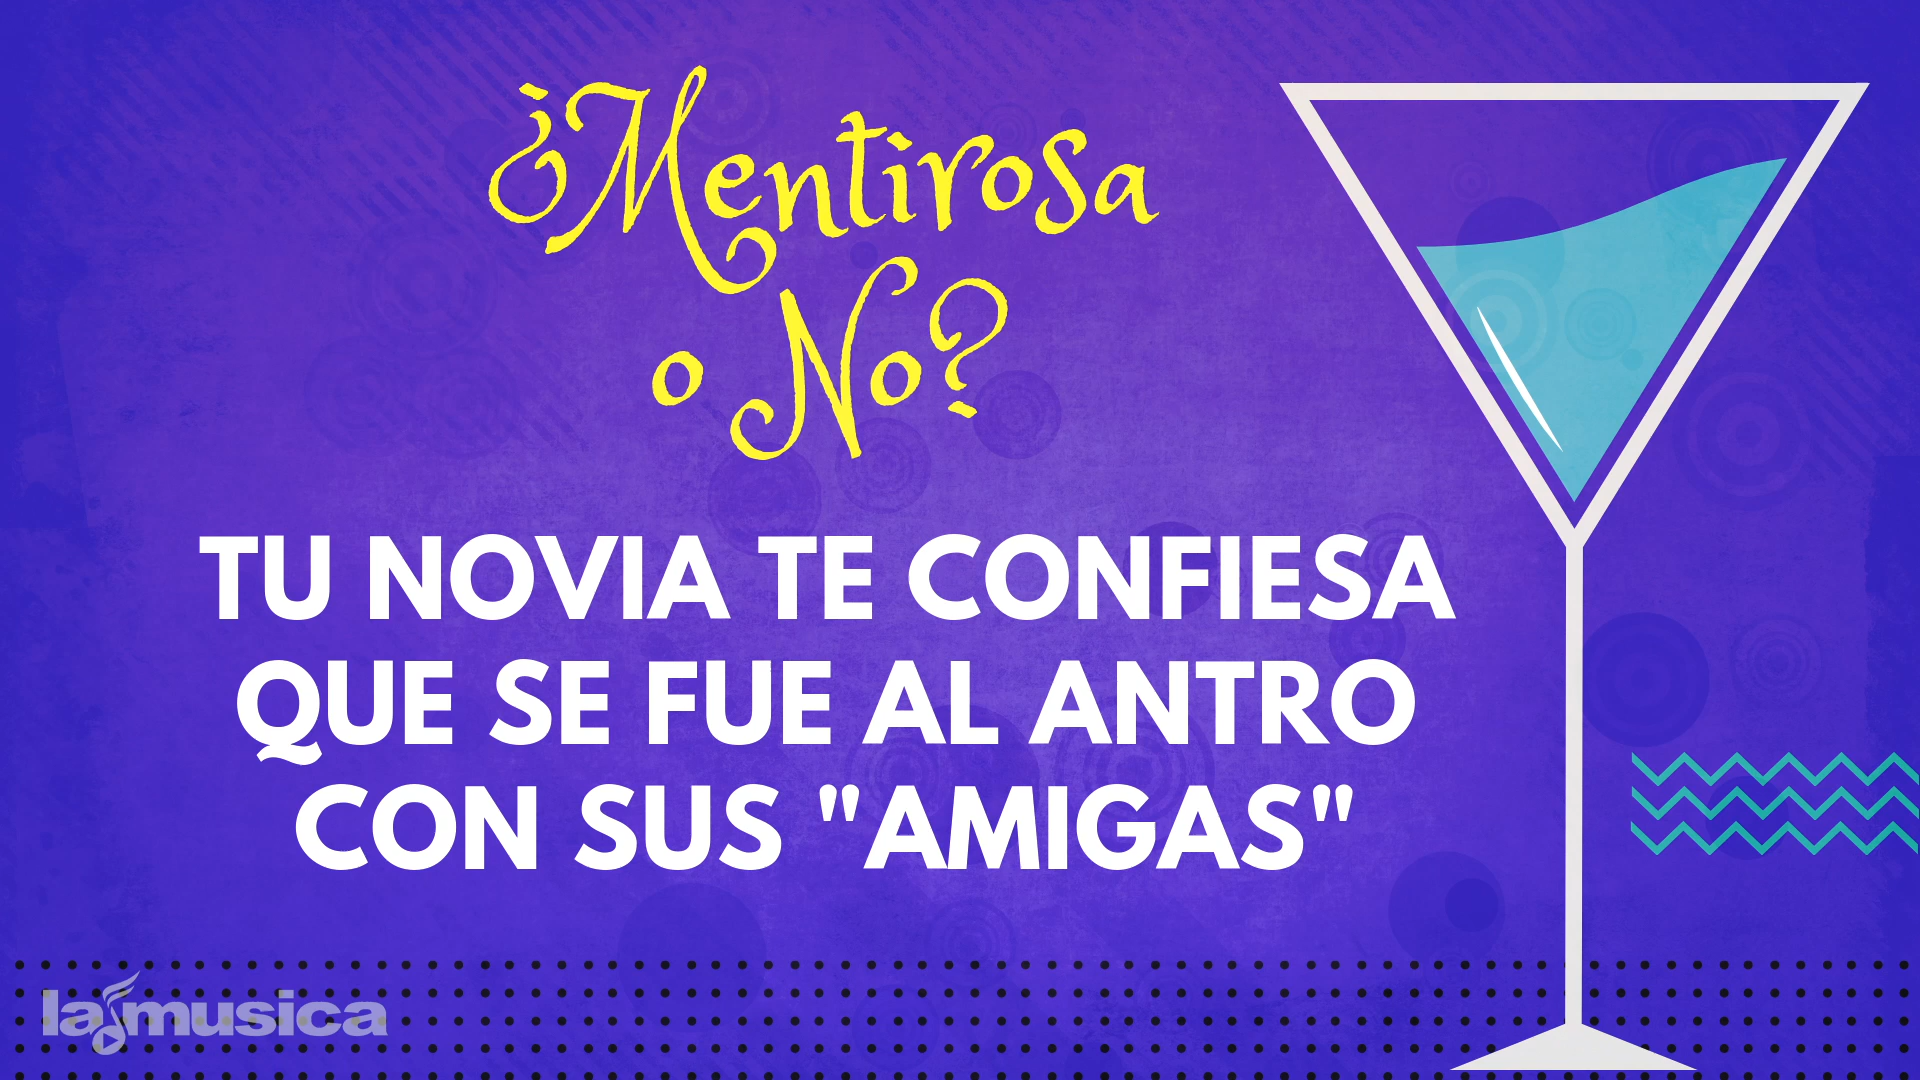 ¿Mentirosa
o No?
TU NOVIA TE CONFIESA
QUE SE FUE AL ANTRO
CON SUS "AMIGAS"
lamusica